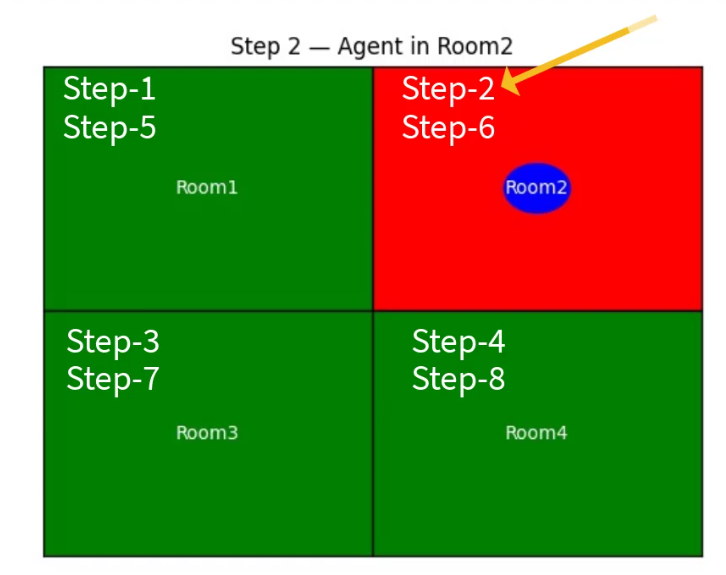 Step 2 — Agent in Room2
Step-1
Step-5
Room1
Step-2
Step-6
Room2
Step-3
Step-7
Room3
Step-4
Step-8
Room4